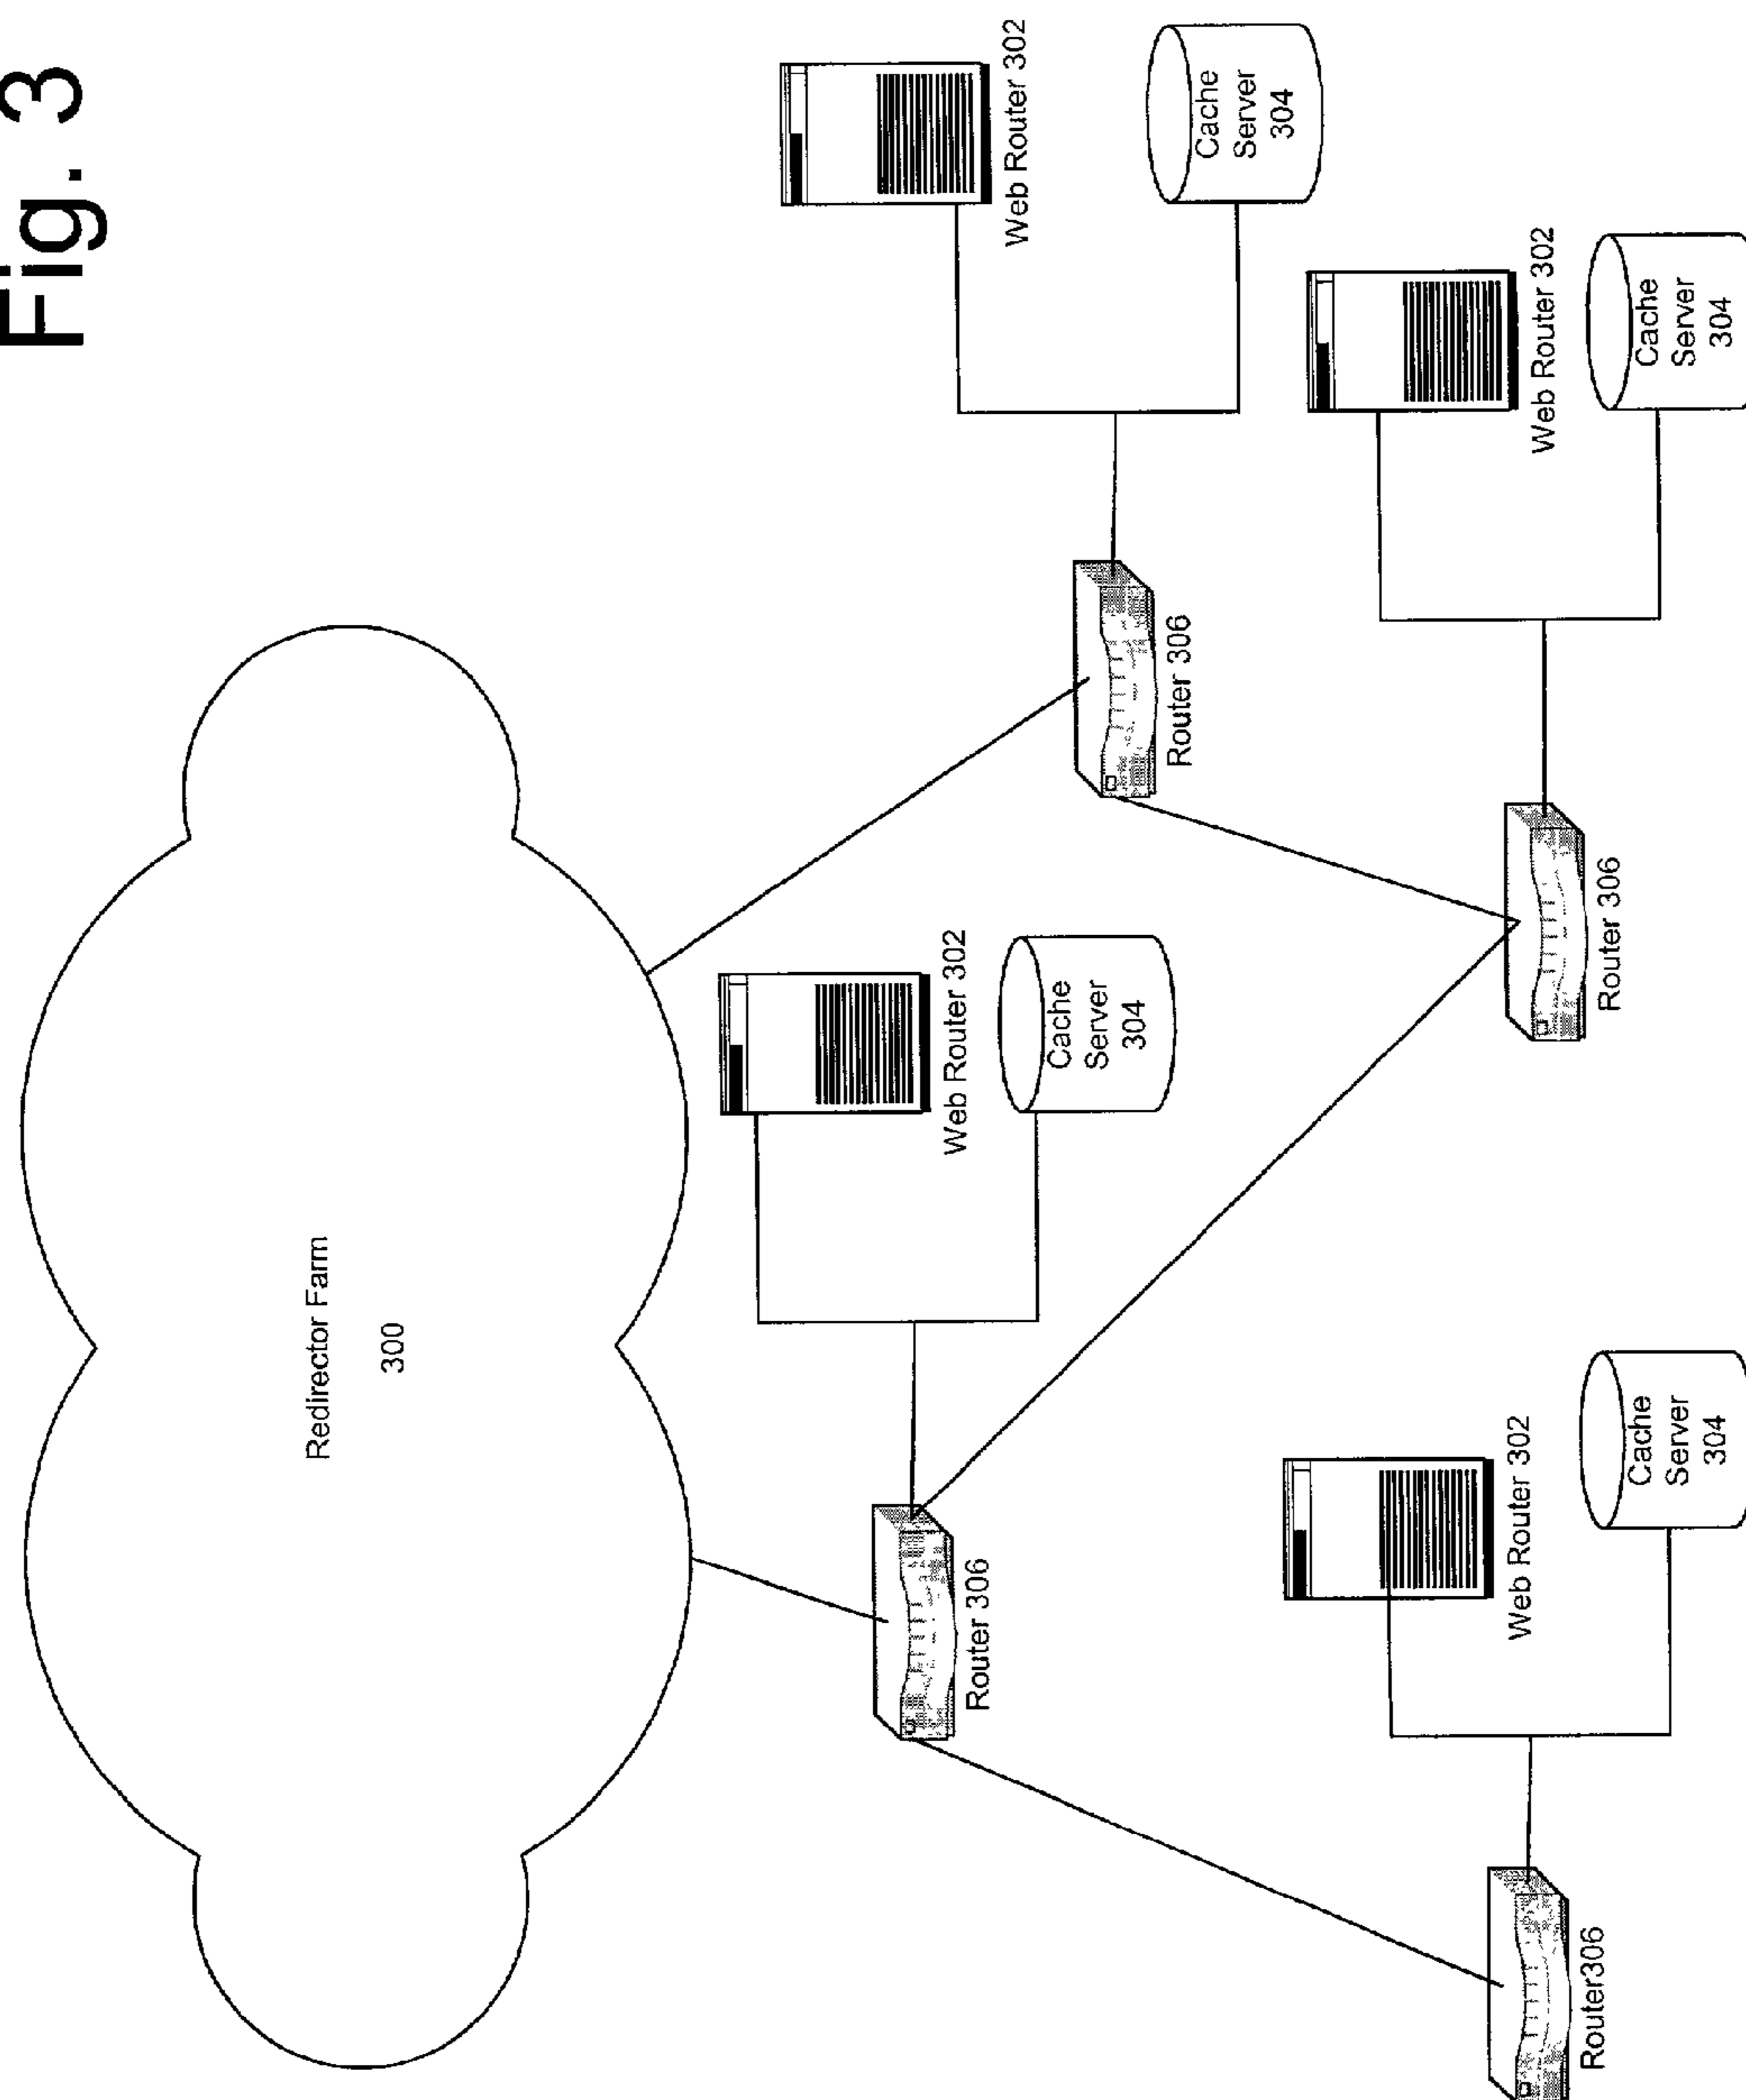 Fig. 3
Redirector Farm
300
Web Router 302
Cache
Server
304
Router 306
Web Router 302
Cache
Server
304
Router 306
Web Router 302
Cache
Server
304
Router 306
Web Router 302
Cache
Server
304
Router306